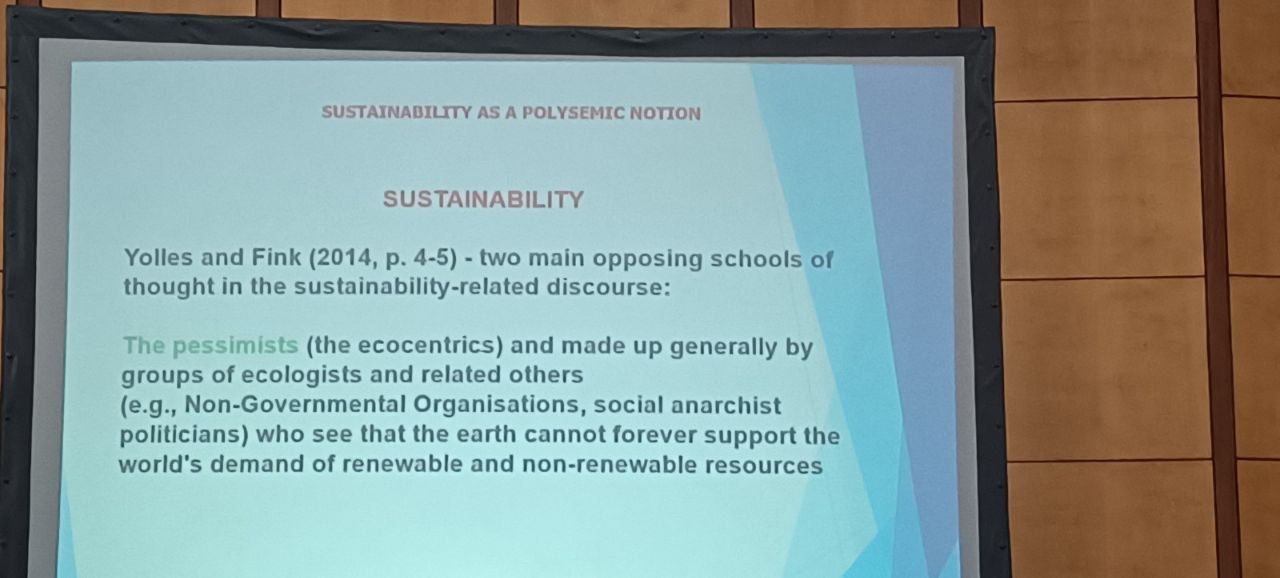 SUSTAINABILITY AS A POLYSEMIC NOTION
SUSTAINABILITY
Yolles and Fink (2014, p. 4-5) - two main opposing schools of
thought in the sustainability-related discourse:
The pessimists (the ecocentrics) and made up generally by
groups of ecologists and related others
(e.g., Non-Governmental Organisations, social anarchist
politicians) who see that the earth cannot forever support the
world's demand of renewable and non-renewable resources